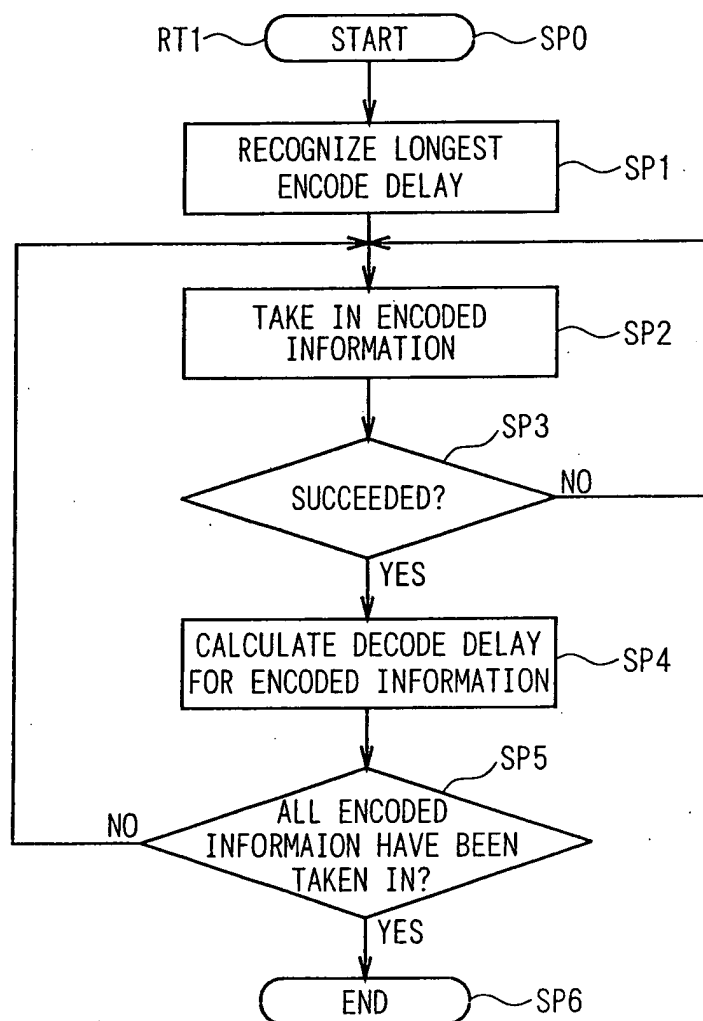 RT1 START SP0
RECOGNIZE LONGEST
ENCODE DELAY
SP1
TAKE IN ENCODED
INFORMATION
SP2
SP3
SUCCEEDED?
NO
YES
CALCULATE DECODE DELAY
FOR ENCODED INFORMATION
SP4
SP5
ALL ENCODED
INFORMAION HAVE BEEN
TAKEN IN?
NO
YES
END SP6